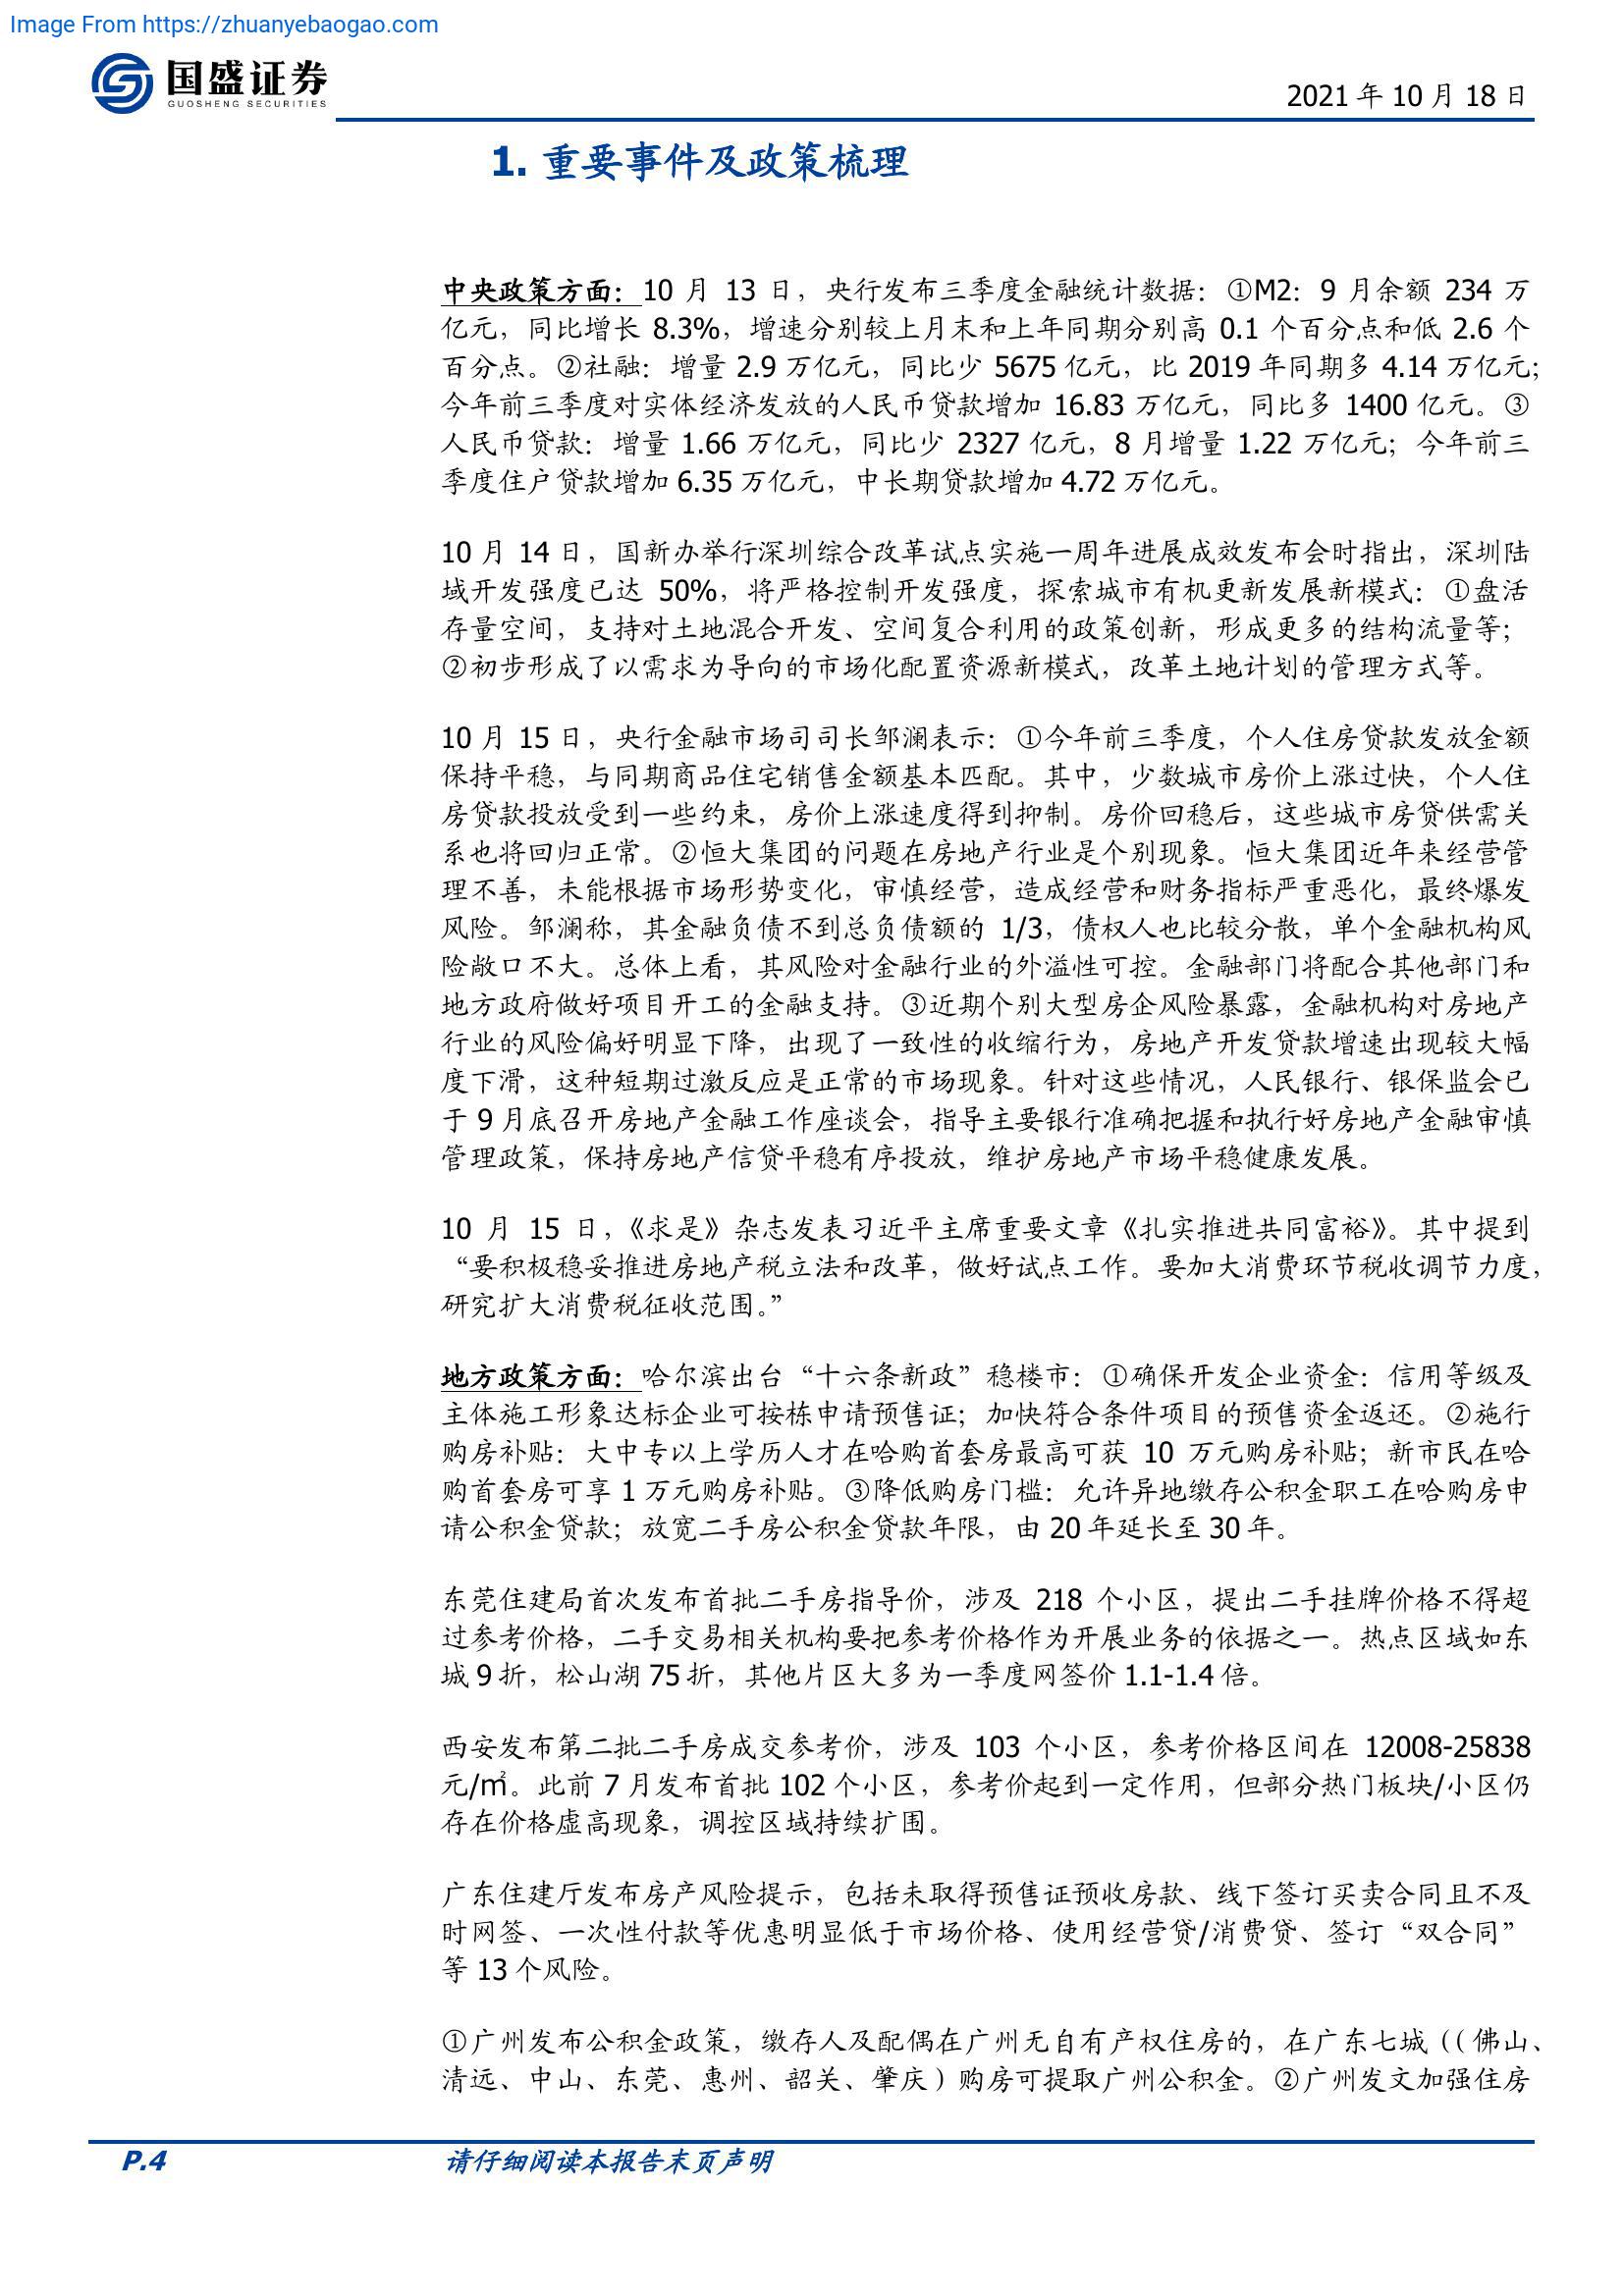 Image From https://zhuanyebaogao.com
国盛证券
GUOSHENG SECURITIES
2021 年 10 月 18 日
1. 重要事件及政策梳理
中央政策方面：10 月 13 日，央行发布三季度金融统计数据：①M2：9 月余额 234 万
亿元，同比增长 8.3%，增速分别较上月末和上年同期分别高 0.1 个百分点和低 2.6 个
百分点。②社融：增量 2.9 万亿元，同比少 5675 亿元，比 2019 年同期多 4.14 万亿元；
今年前三季度对实体经济发放的人民币贷款增加 16.83 万亿元，同比多 1400 亿元。③
人民币贷款：增量 1.66 万亿元，同比少 2327 亿元，8 月增量 1.22 万亿元；今年前三
季度住户贷款增加 6.35 万亿元，中长期贷款增加 4.72 万亿元。
10 月 14 日，国新办举行深圳综合改革试点实施一周年进展成效发布会时指出，深圳陆
域开发强度已达 50%，将严格控制开发强度，探索城市有机更新发展新模式：①盘活
存量空间，支持对土地混合开发、空间复合利用的政策创新，形成更多的结构流量等；
②初步形成了以需求为导向的市场化配置资源新模式，改革土地计划的管理方式等。
10 月 15 日，央行金融市场司司长邹澜表示：①今年前三季度，个人住房贷款发放金额
保持平稳，与同期商品住宅销售金额基本匹配。其中，少数城市房价上涨过快，个人住
房贷款投放受到一些约束，房价上涨速度得到抑制。房价回稳后，这些城市房贷供需关
系也将回归正常。②恒大集团的问题在房地产行业是个别现象。恒大集团近年来经营管
理不善，未能根据市场形势变化，审慎经营，造成经营和财务指标严重恶化，最终爆发
风险。邹澜称，其金融负债不到总负债额的 1/3，债权人也比较分散，单个金融机构风
险敞口不大。总体上看，其风险对金融行业的外溢性可控。金融部门将配合其他部门和
地方政府做好项目开工的金融支持。③近期个别大型房企风险暴露，金融机构对房地产
行业的风险偏好明显下降，出现了一致性的收缩行为，房地产开发贷款增速出现较大幅
度下滑，这种短期过激反应是正常的市场现象。针对这些情况，人民银行、银保监会已
于 9 月底召开房地产金融工作座谈会，指导主要银行准确把握和执行好房地产金融审慎
管理政策，保持房地产信贷平稳有序投放，维护房地产市场平稳健康发展。
10 月 15 日，《求是》杂志发表习近平主席重要文章《扎实推进共同富裕》。其中提到
“要积极稳妥推进房地产税立法和改革，做好试点工作。要加大消费环节税收调节力度，
研究扩大消费税征收范围。”
地方政策方面：哈尔滨出台“十六条新政”稳楼市：①确保开发企业资金：信用等级及
主体施工形象达标企业可按栋申请预售证；加快符合条件项目的预售资金返还。②施行
购房补贴：大中专以上学历人才在哈购首套房最高可获 10 万元购房补贴；新市民在哈
购首套房可享 1 万元购房补贴。③降低购房门槛：允许异地缴存公积金职工在哈购房申
请公积金贷款；放宽二手房公积金贷款年限，由 20 年延长至 30 年。
东莞住建局首次发布首批二手房指导价，涉及 218 个小区，提出二手挂牌价格不得超
过参考价格，二手交易相关机构要把参考价格作为开展业务的依据之一。热点区域如东
城 9 折，松山湖 75 折，其他片区大多为一季度网签价 1.1-1.4 倍。
西安发布第二批二手房成交参考价，涉及 103 个小区，参考价格区间在 12008-25838
元/㎡。此前 7 月发布首批 102 个小区，参考价起到一定作用，但部分热门板块/小区仍
存在价格虚高现象，调控区域持续扩围。
广东住建厅发布房产风险提示，包括未取得预售证预收房款、线下签订买卖合同且不及
时网签、一次性付款等优惠明显低于市场价格、使用经营贷/消费贷、签订“双合同”
等 13 个风险。
①广州发布公积金政策，缴存人及配偶在广州无自有产权住房的，在广东七城（（佛山、
清远、中山、东莞、惠州、韶关、肇庆）购房可提取广州公积金。②广州发文加强住房
P.4
请仔细阅读本报告末页声明